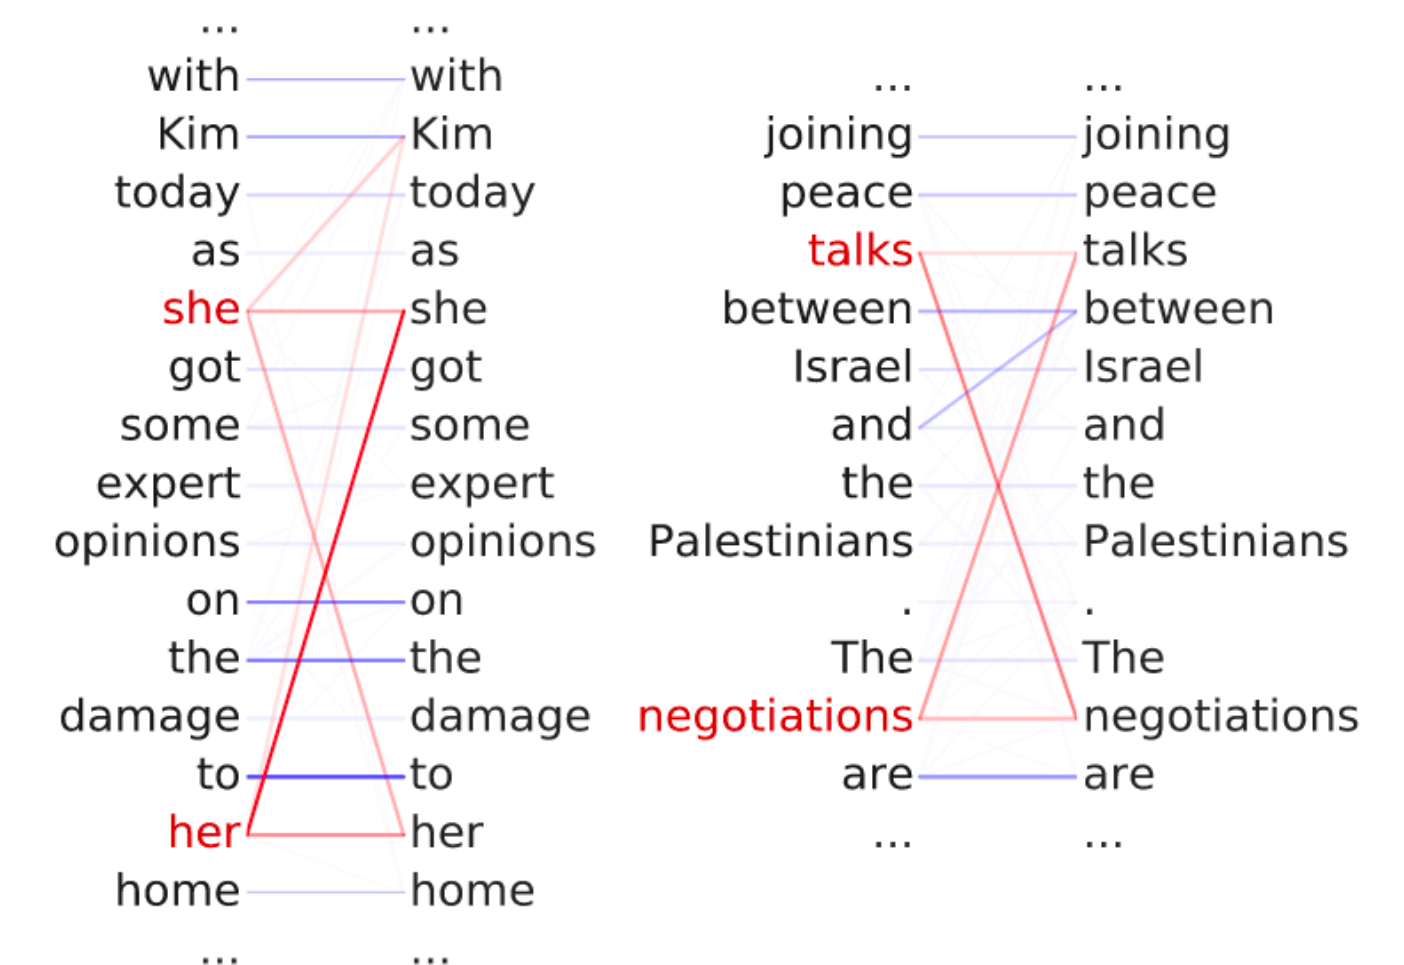 ... ...
with with
Kim Kim
today today
as as
she she
got got
some some
expert expert
opinions opinions
on on
the the
damage damage
to to
her her
home home
... ...
... ...
joining joining
peace peace
talks talks
between between
Israel Israel
and and
the the
Palestinians Palestinians
. .
The The
negotiations negotiations
are are
... ...